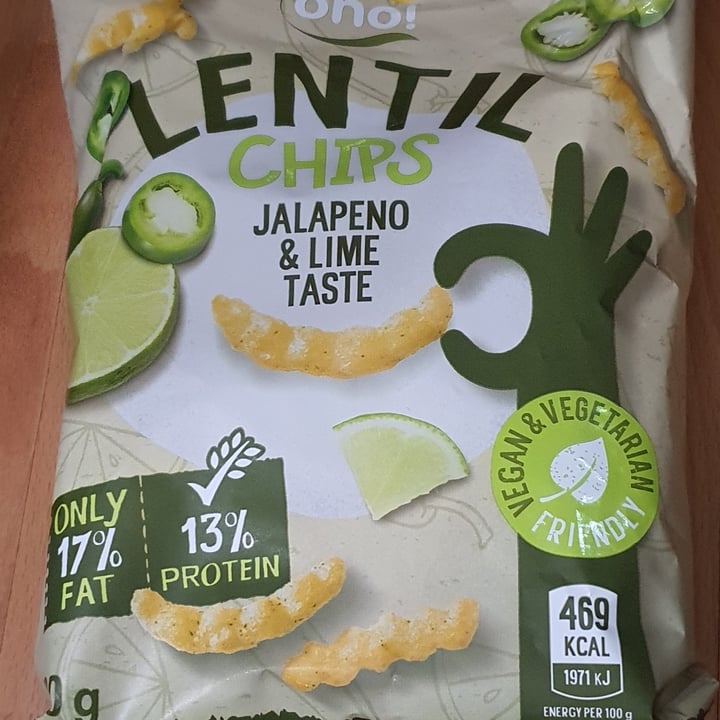 oho!
LENTIL
CHIPS
JALAPENO
& LIME
TASTE
VEGAN & VEGETARIAN
FRIENDLY
ONLY
17%
FAT
13%
PROTEIN
469
KCAL
1971 KJ
ENERGY PER 100 g
0 g